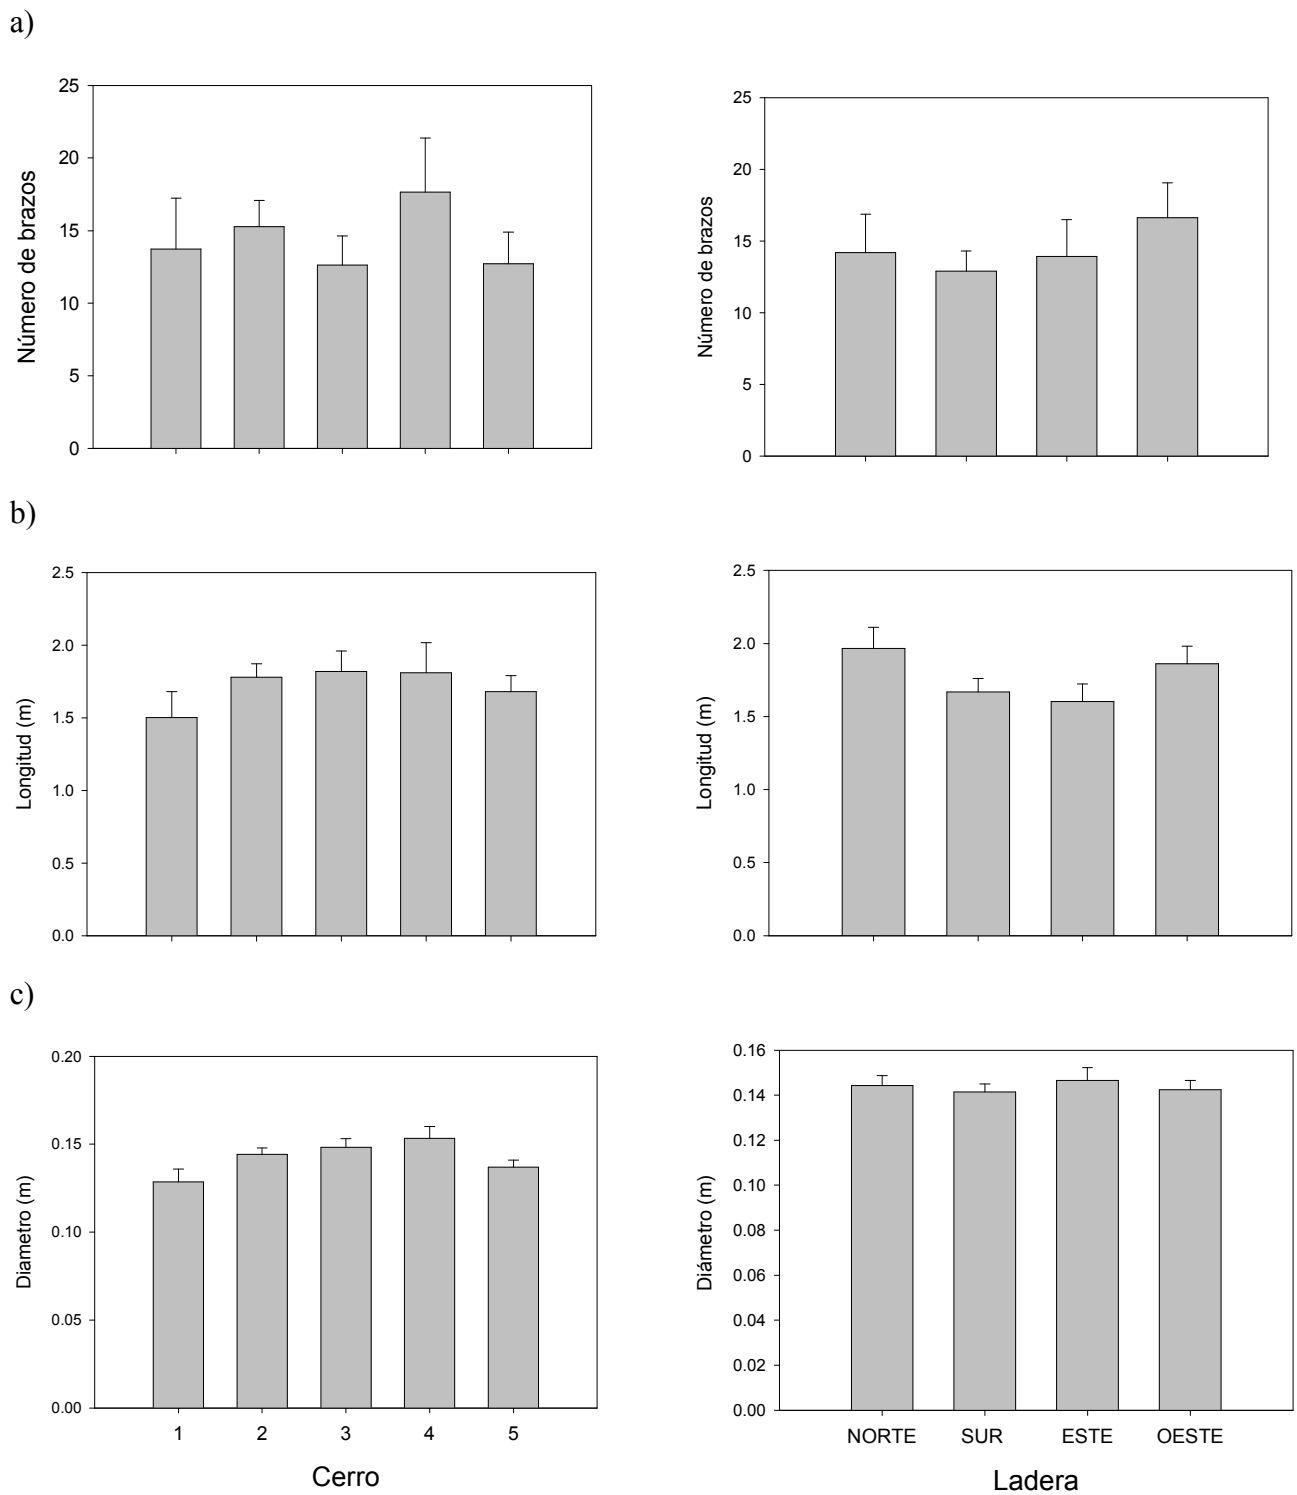 a)
Número de brazos
25
20
15
10
5
0
Número de brazos
25
20
15
10
5
0
b)
Longitud (m)
2.5
2.0
1.5
1.0
0.5
0.0
Longitud (m)
2.5
2.0
1.5
1.0
0.5
0.0
c)
Diametro (m)
0.20
0.15
0.10
0.05
0.00
1 2 3 4 5
Cerro
Diámetro (m)
0.16
0.14
0.12
0.10
0.08
0.06
0.04
0.02
0.00
NORTE SUR ESTE OESTE
Ladera